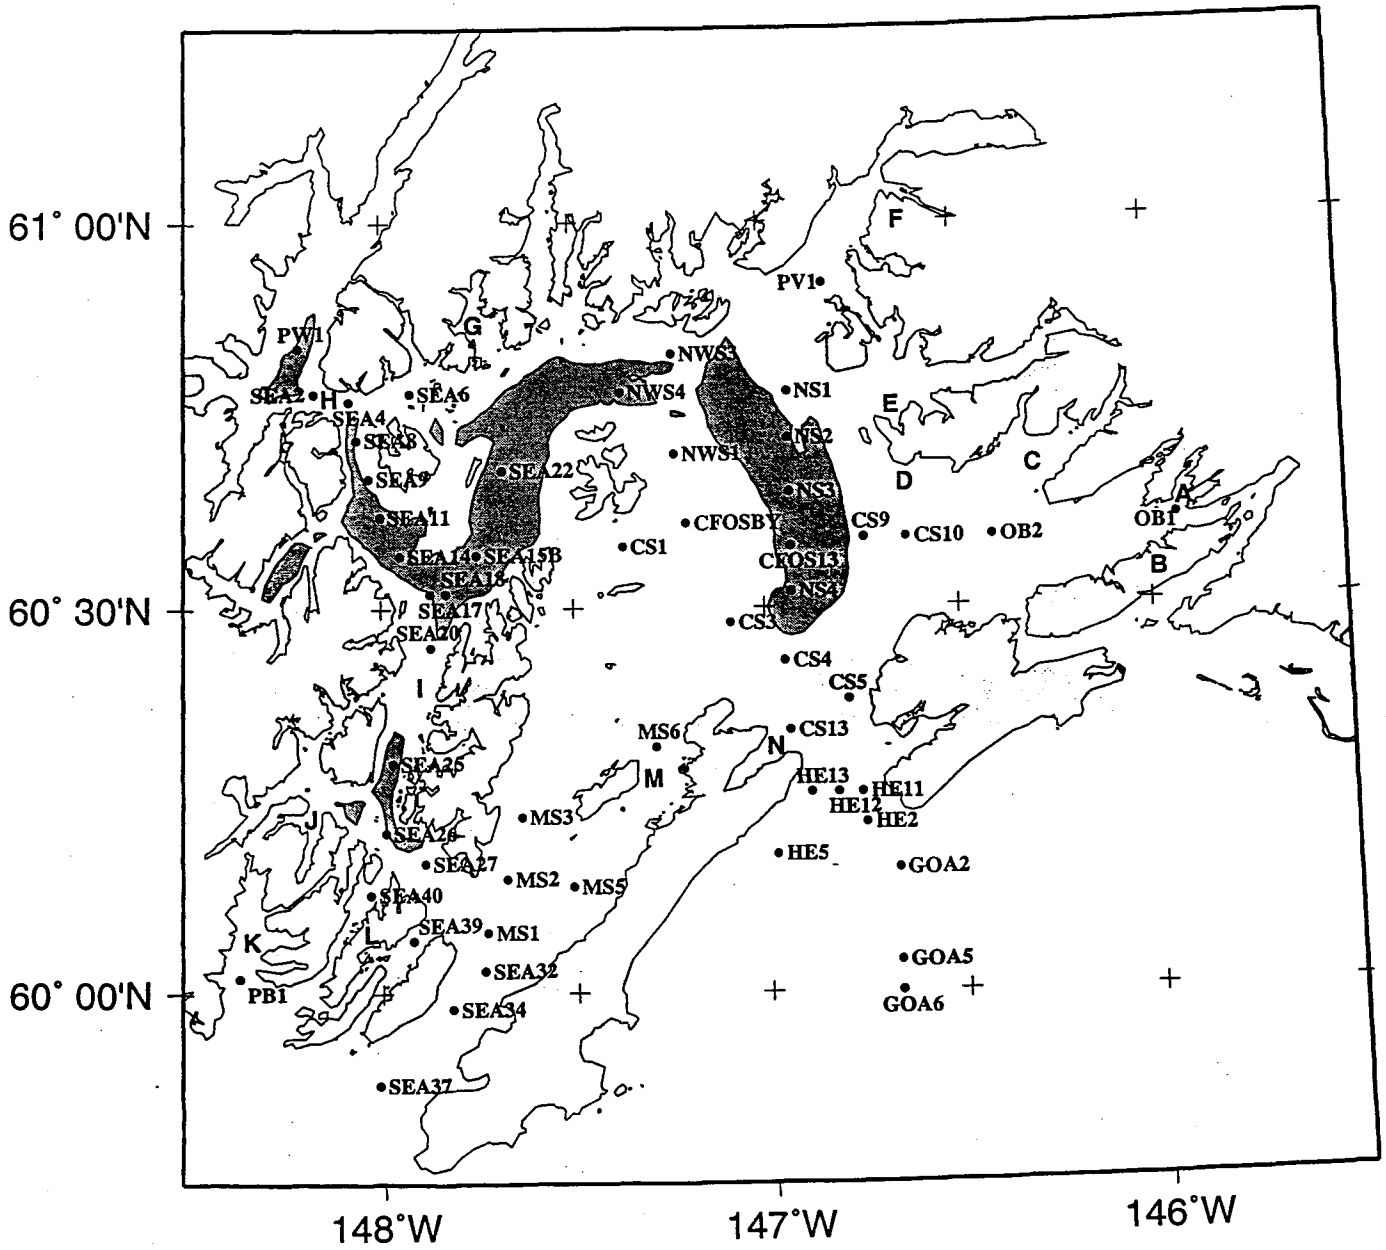 F
61° 00'N
PV1
G
PW1
NWS3
SEA2
H
SEA6
NWS4
NS1
SEA4
E
SEA8
NS2
NWS1
C
SEA9
SEA22
D
NS3
A
SEA11
CFOSBY
CS9
OB1
CS10
OB2
CS1
SEA14
SEA15B
CFOS13
B
SEA18
NS4
60° 30'N
SEA17
CS3
SEA20
CS4
I
CS5
MS6
CS13
N
SEA25
M
HE13
HE11
HE12
J
MS3
HE2
SEA26
HE5
SEA27
GOA2
MS2
MS5
SEA40
SEA39
L
MS1
K
GOA5
SEA32
60° 00'N
PB1
GOA6
SEA34
SEA37
148°W
147°W
146°W